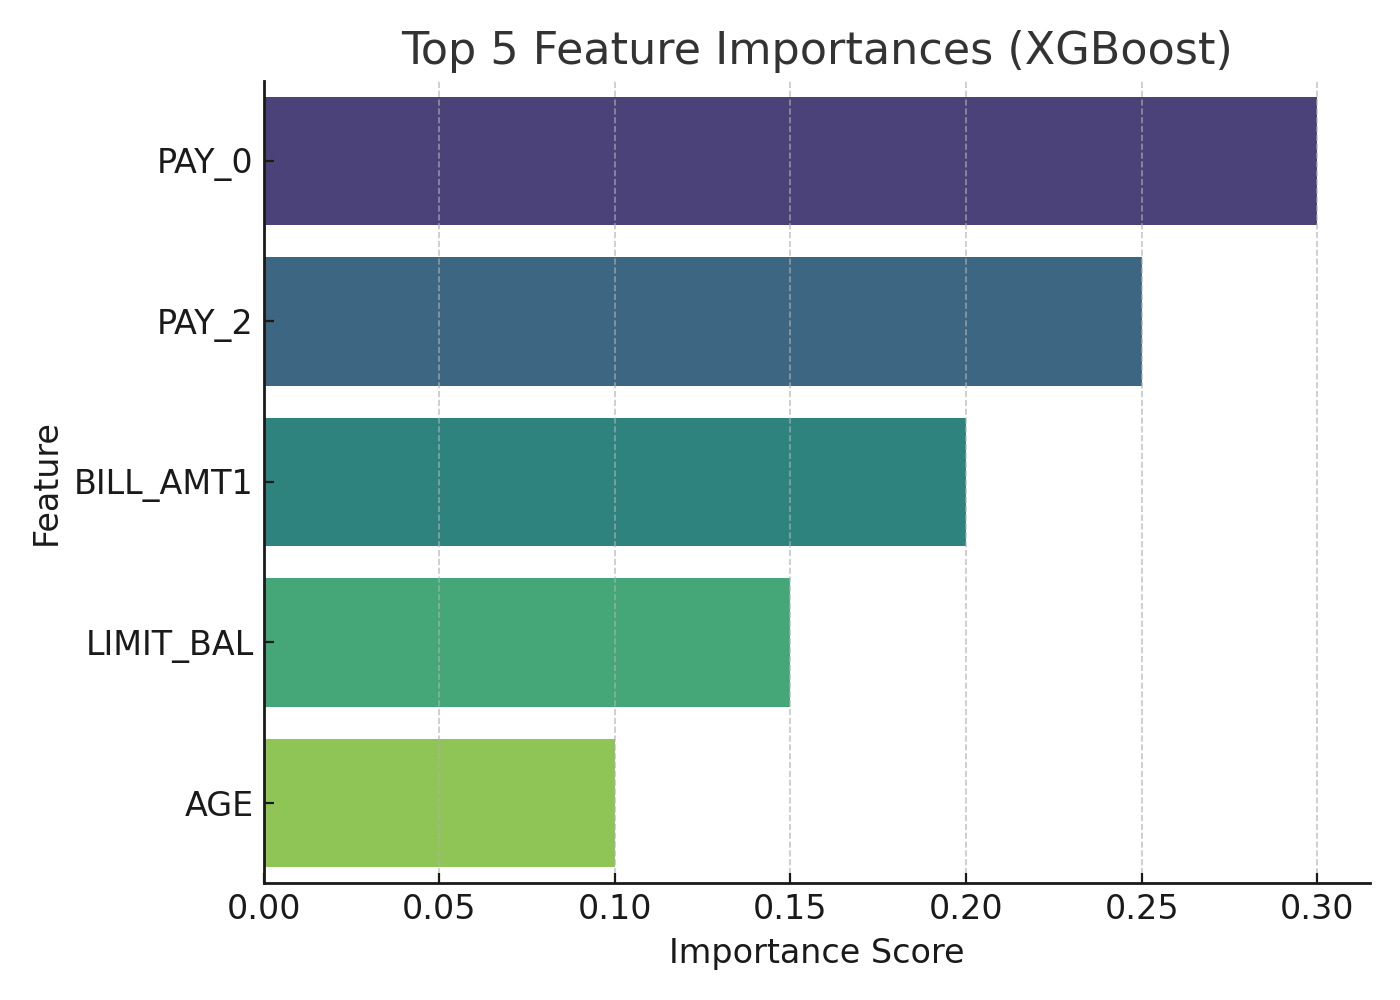 Top 5 Feature Importances (XGBoost)
PAY_0
PAY_2
BILL_AMT1
LIMIT_BAL
AGE
Feature
0.00 0.05 0.10 0.15 0.20 0.25 0.30
Importance Score